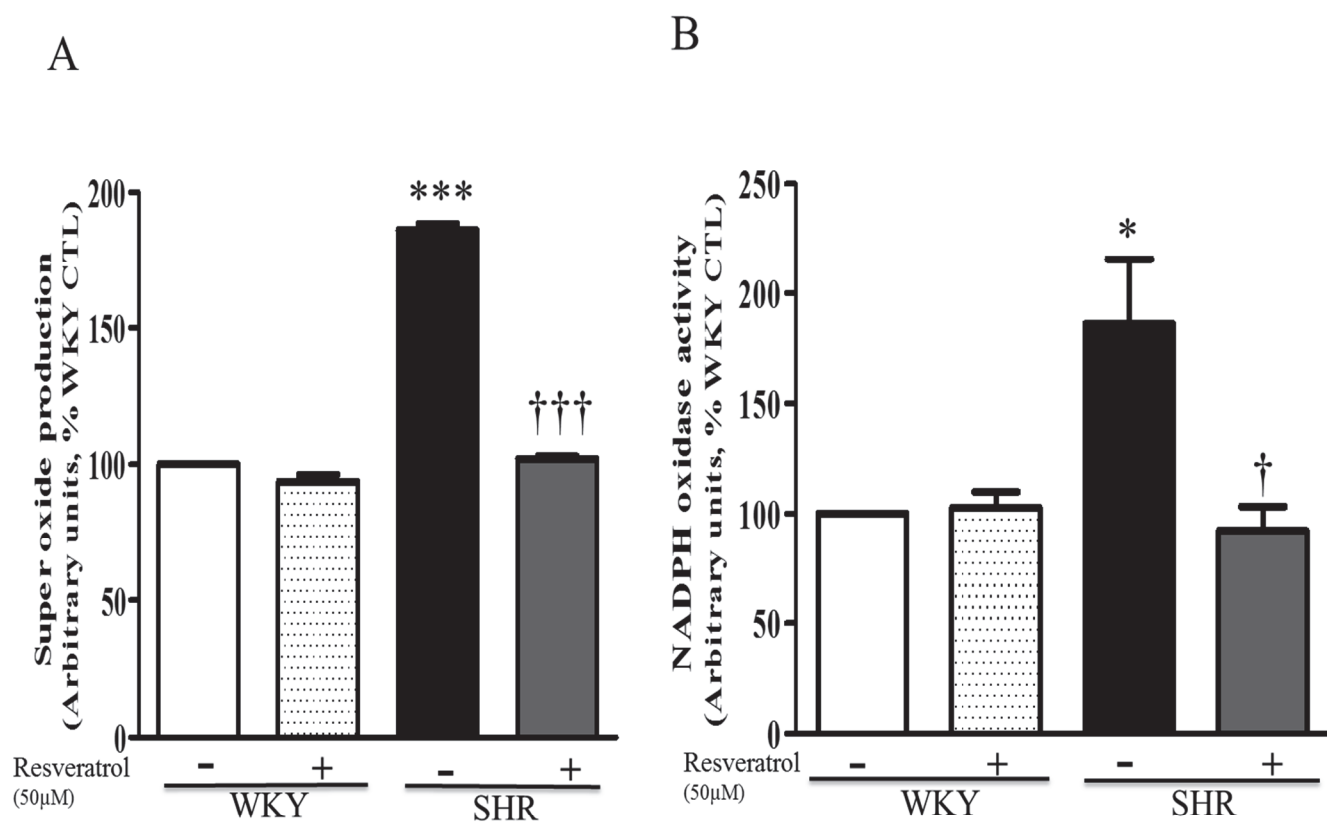 A
Super oxide production
(Arbitrary units, % WKY CTL)
200
150
100
50
0
***
†††
Resveratrol
(50μM)
- + - +
WKY SHR
B
NADPH oxidase activity
(Arbitrary units, % WKY CTL)
250
200
150
100
50
0
*
†
Resveratrol
(50μM)
- + - +
WKY SHR